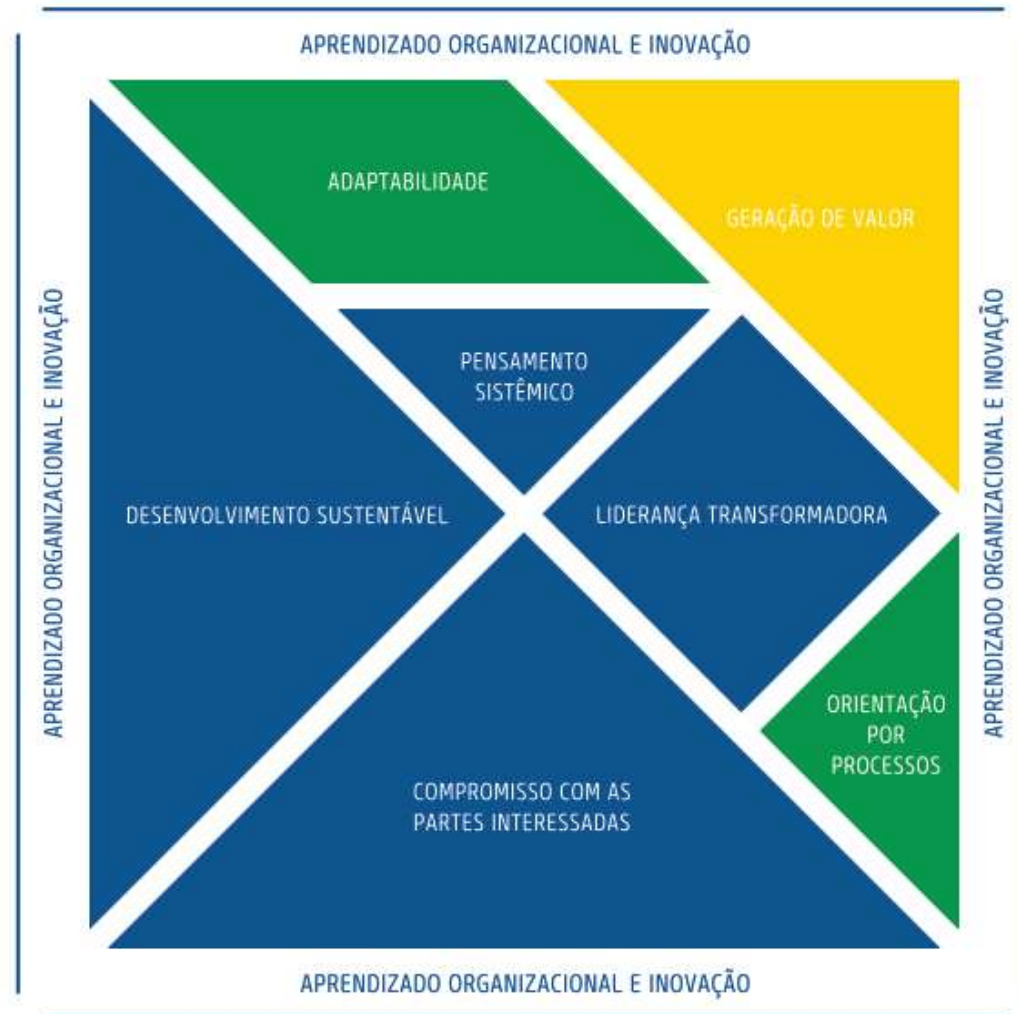 APRENDIZADO ORGANIZACIONAL E INOVAÇÃO
ADAPTABILIDADE
GERAÇÃO DE VALOR
PENSAMENTO
SISTÊMICO
APRENDIZADO ORGANIZACIONAL E INOVAÇÃO
DESENVOLVIMENTO SUSTENTÁVEL
LIDERANÇA TRANSFORMADORA
APRENDIZADO ORGANIZACIONAL E INOVAÇÃO
ORIENTAÇÃO
POR
PROCESSOS
COMPROMISSO COM AS
PARTES INTERESSADAS
APRENDIZADO ORGANIZACIONAL E INOVAÇÃO